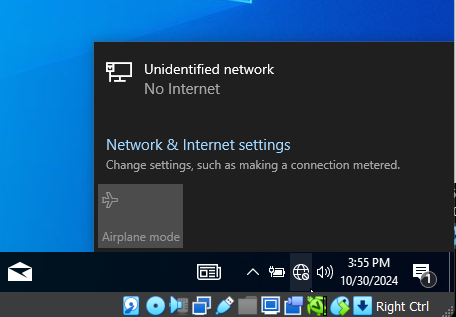 Unidentified network
No Internet
Network & Internet settings
Change settings, such as making a connection metered.
Airplane mode
3:55 PM
10/30/2024
1
Right Ctrl